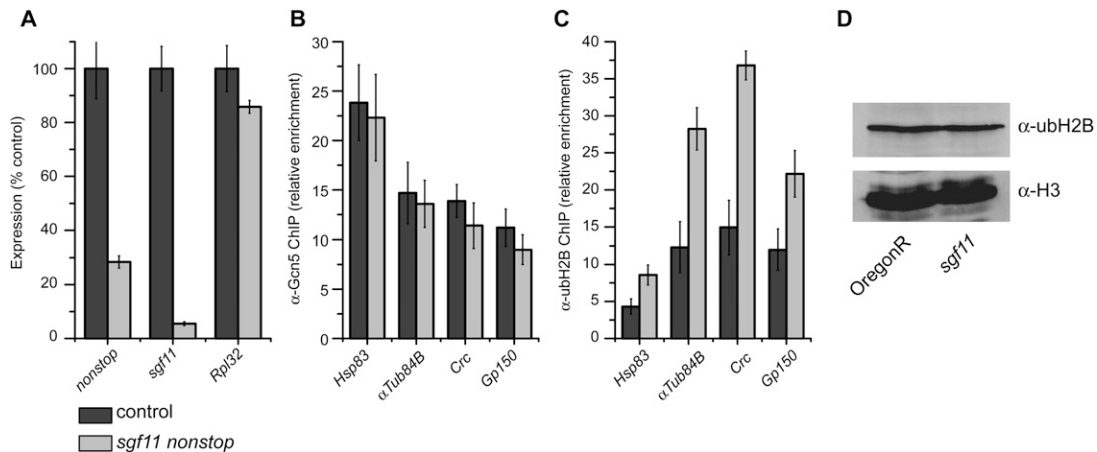 A
Expression (% control)
100
80
60
40
20
0
nonstop
sgf11
Rpl32
control
sgf11 nonstop
B
α-Gcn5 ChIP (relative enrichment)
30
25
20
15
10
5
0
Hsp83
αTub84B
Crc
Gp150
C
α-ubH2B ChIP (relative enrichment)
40
35
30
25
20
15
10
5
0
Hsp83
αTub84B
Crc
Gp150
D
α-ubH2B
α-H3
OregonR
sgf11